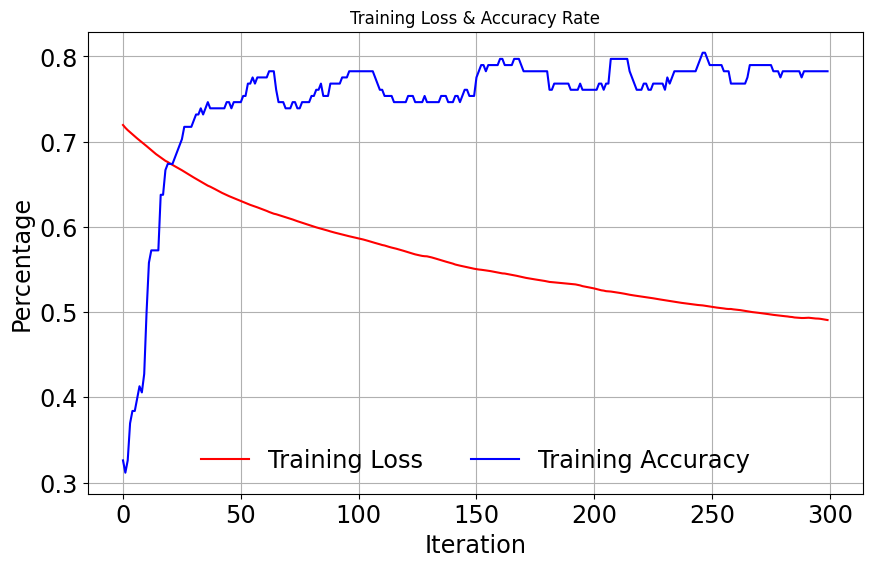 Training Loss & Accuracy Rate
0.8
0.7
0.6
0.5
0.4
0.3
Percentage
Training Loss
Training Accuracy
0 50 100 150 200 250 300
Iteration